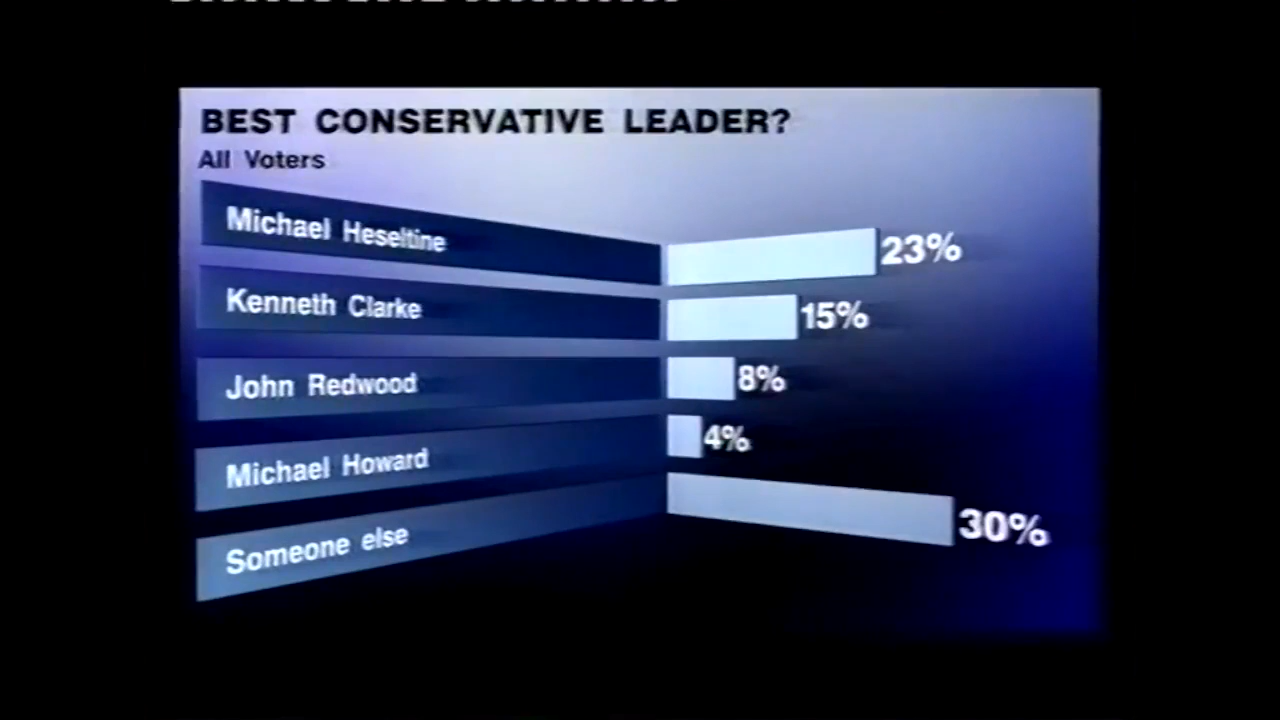 BEST CONSERVATIVE LEADER?
All Voters
Michael Heseltine 23%
Kenneth Clarke 15%
John Redwood 8%
Michael Howard 4%
Someone else 30%